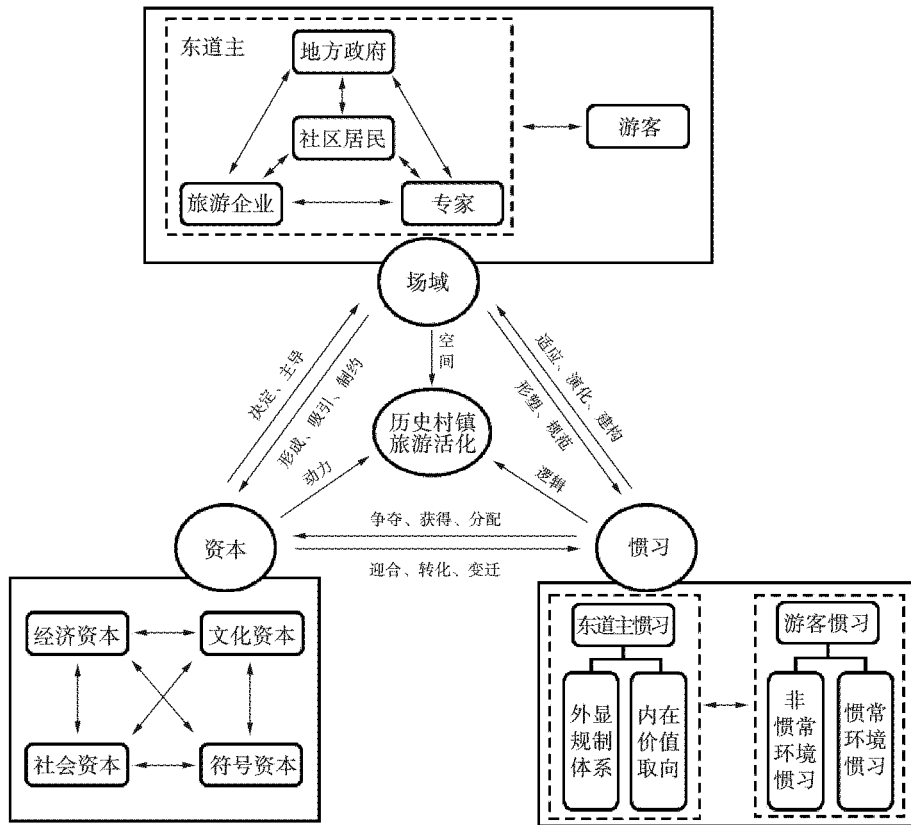 东道主
地方政府
社区居民
旅游企业
专家
游客
场域
空
间
决定、主导
形成、吸引、制约
适应、演化、建构
形塑、规范
历史村镇
旅游活化
动力
逻辑
资本
争夺、获得、分配
迎合、转化、变迁
惯习
经济资本
文化资本
社会资本
符号资本
东道主惯习
游客惯习
外显
规制
体系
内在
价值
取向
非
惯常
环境
惯习
惯常
环境
惯习